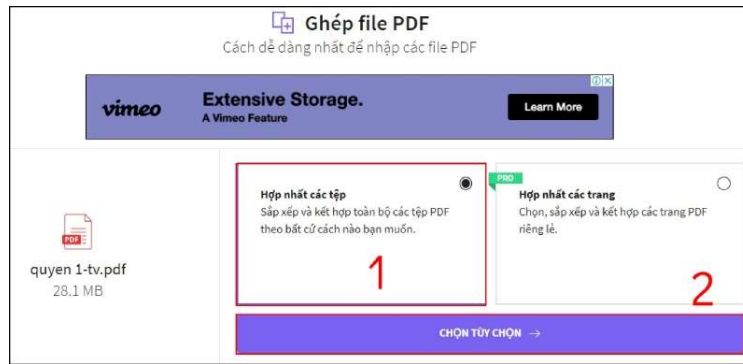 Ghép file PDF
Cách dễ dàng nhất để nhập các file PDF
vimeo
Extensive Storage.
A Vimeo Feature
Learn More
PDF
quyen 1-tv.pdf
28.1 MB
Hợp nhất các tệp
Sắp xếp và kết hợp toàn bộ các tệp PDF
theo bất cứ cách nào bạn muốn.
1
PRO
Hợp nhất các trang
Chọn, sắp xếp và kết hợp các trang PDF
riêng lẻ.
2
CHỌN TÙY CHỌN →